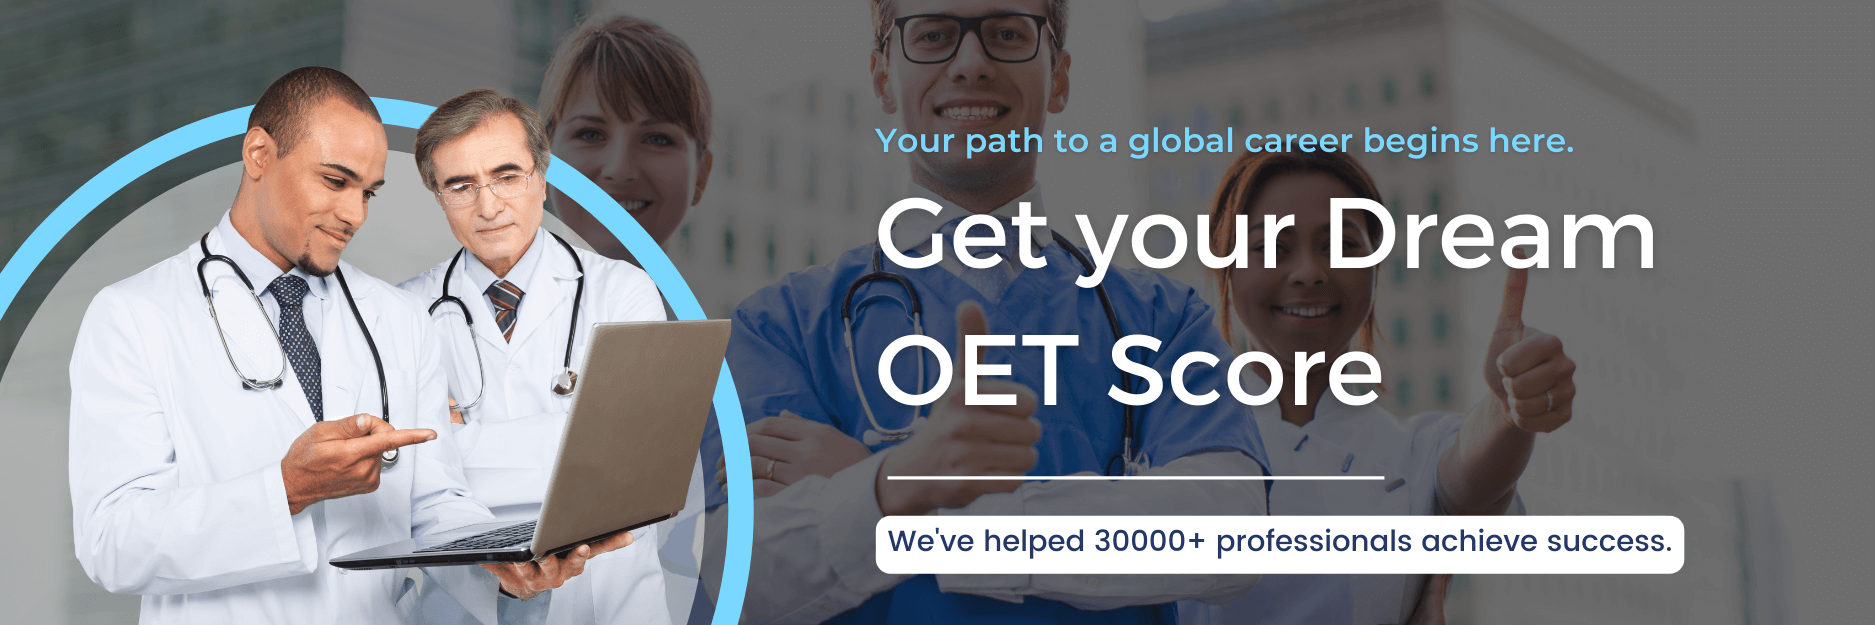 Your path to a global career begins here.
Get your Dream
OET Score
We've helped 30000+ professionals achieve success.